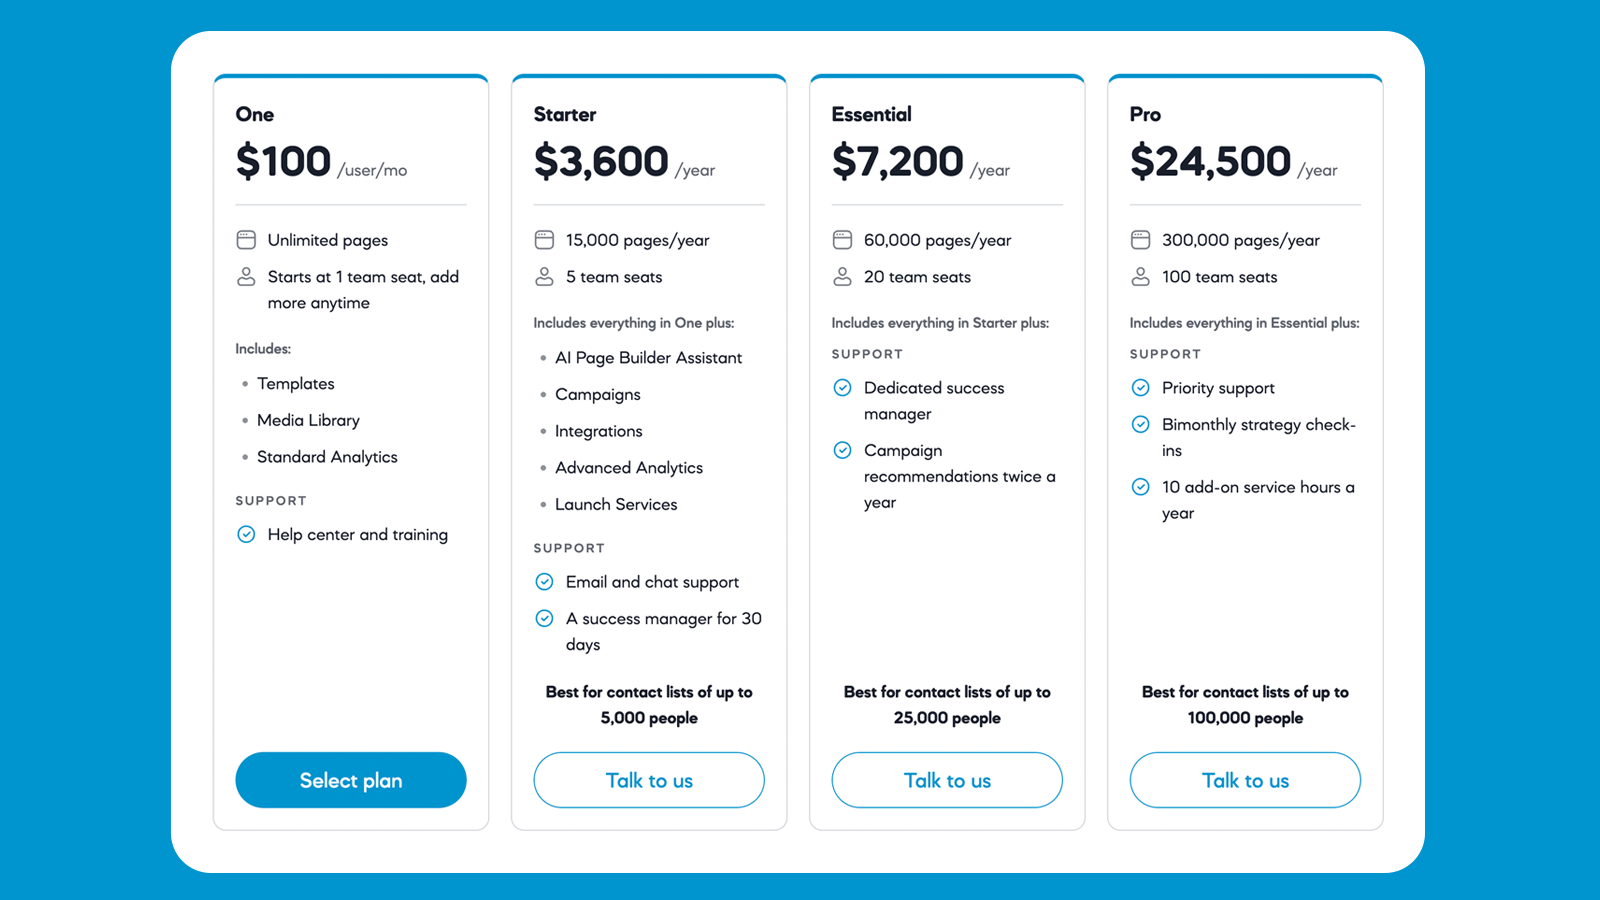 One
$100 /user/mo
Unlimited pages
Starts at 1 team seat, add
more anytime
Includes:
• Templates
• Media Library
• Standard Analytics
SUPPORT
Help center and training
Select plan
Starter
$3,600 /year
15,000 pages/year
5 team seats
Includes everything in One plus:
• AI Page Builder Assistant
• Campaigns
• Integrations
• Advanced Analytics
• Launch Services
SUPPORT
Email and chat support
A success manager for 30
days
Best for contact lists of up to
5,000 people
Talk to us
Essential
$7,200 /year
60,000 pages/year
20 team seats
Includes everything in Starter plus:
SUPPORT
Dedicated success
manager
Campaign
recommendations twice a
year
Best for contact lists of up to
25,000 people
Talk to us
Pro
$24,500 /year
300,000 pages/year
100 team seats
Includes everything in Essential plus:
SUPPORT
Priority support
Bimonthly strategy check-
ins
10 add-on service hours a
year
Best for contact lists of up to
100,000 people
Talk to us